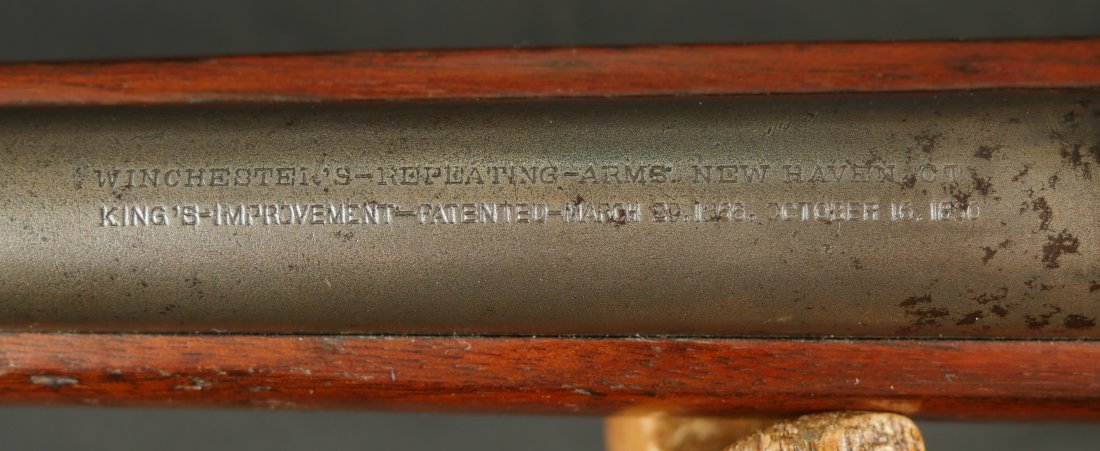 WINCHESTER'S-REPEATING-ARMS. NEW HAVEN. CT.
KING'S-IMPROVEMENT-PATENTED-MARCH 29. 1866. OCTOBER 16. 1860